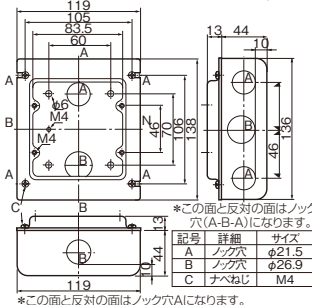 119
105
83.5
60
A
13 44
10
A A A
φ6
M4
B Z B
46
70
106
138
46
136
M4
A A A
B
C B
13
*この面と反対の面はノック
穴(A-B-A)になります。
B
44
10
119
記号 詳細 サイズ
A ノック穴 φ21.5
B ノック穴 φ26.9
C ナベねじ M4
*この面と反対の面はノック穴Aになります。